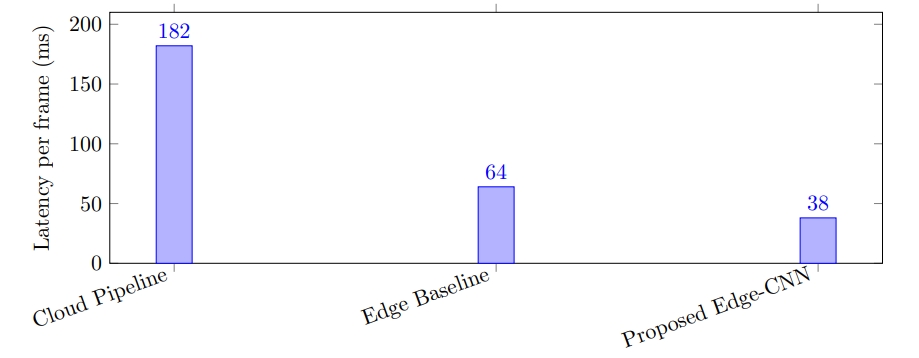 Latency per frame (ms)
200
150
100
50
0
182
64
38
Cloud Pipeline
Edge Baseline
Proposed Edge-CNN